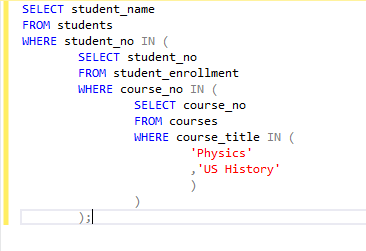 SELECT student_name
FROM students
WHERE student_no IN (
SELECT student_no
FROM student_enrollment
WHERE course_no IN (
SELECT course_no
FROM courses
WHERE course_title IN (
'Physics'
,'US History'
)
)
);